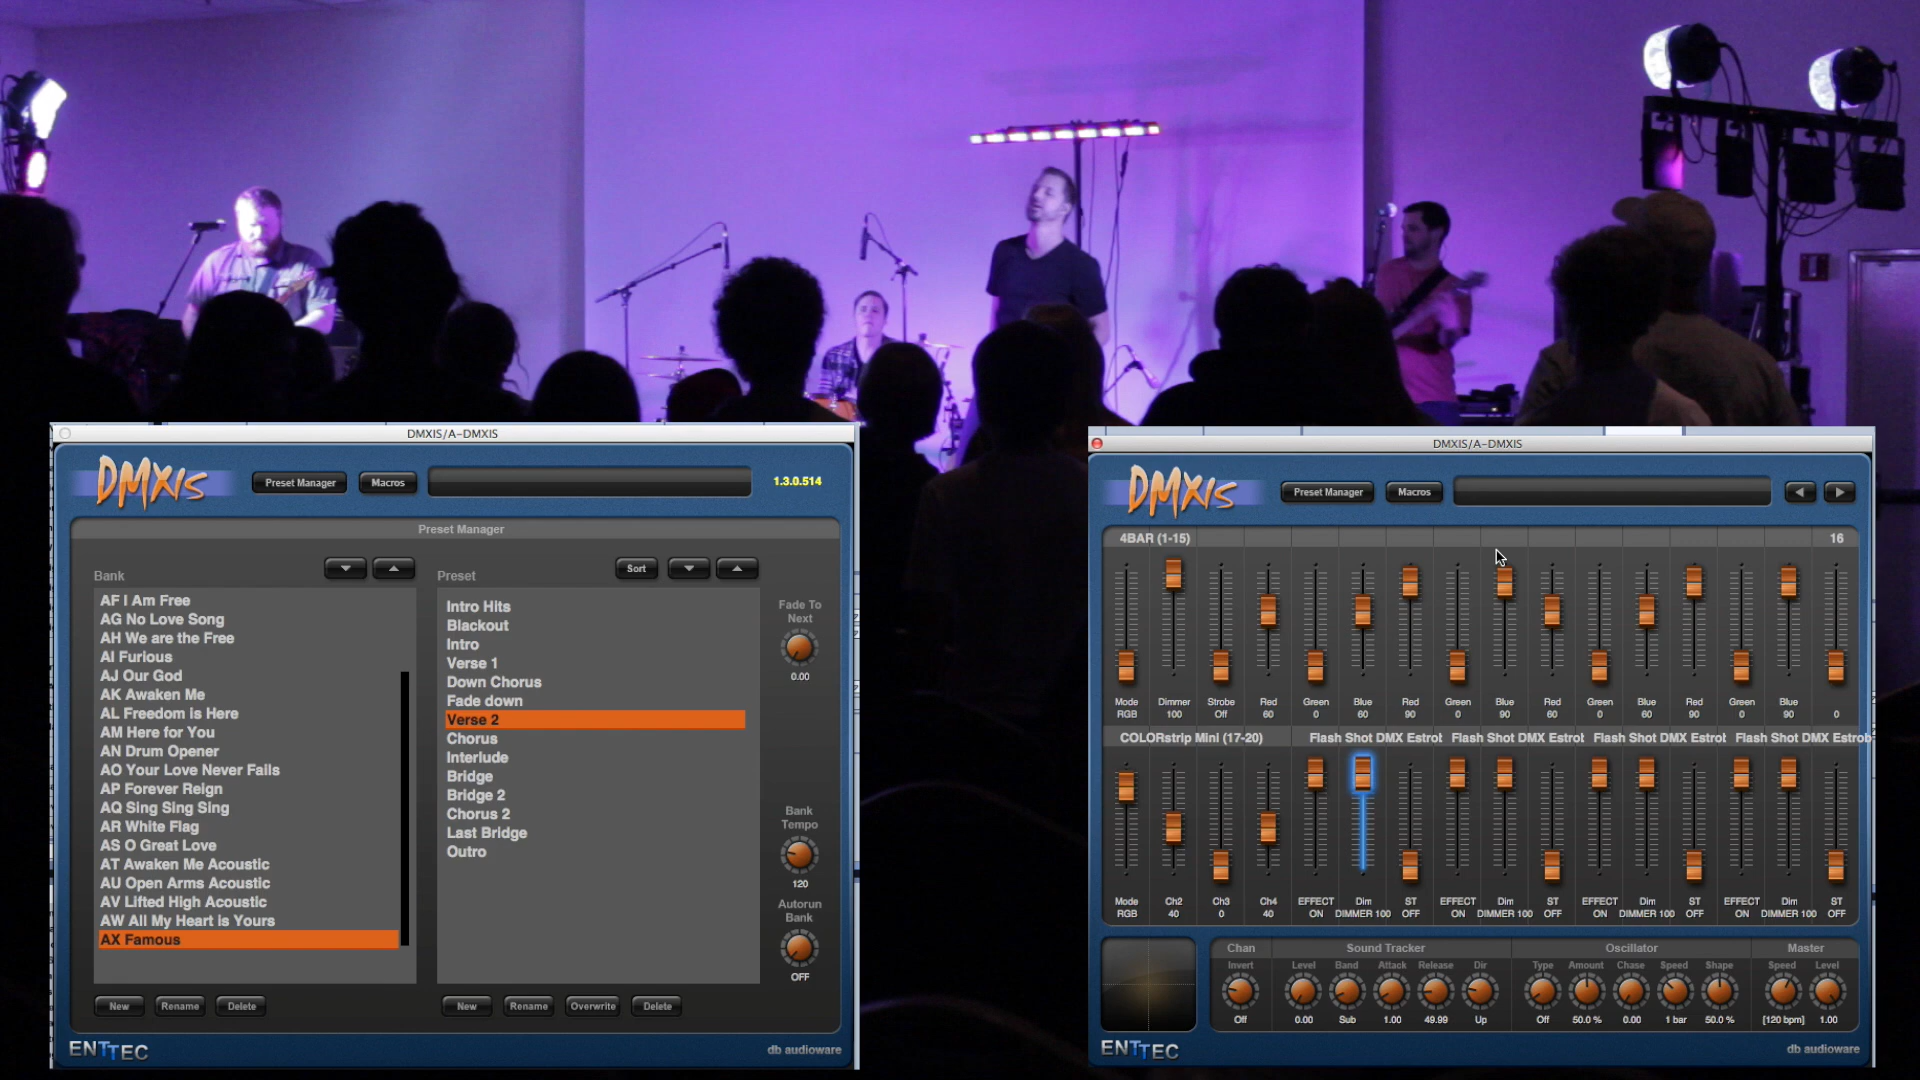 DMXIS/A-DMXIS
DMXIS
Preset Manager
Macros
1.3.0.514
Preset Manager
Bank
Preset
Sort
AF I Am Free
AG No Love Song
AH We are the Free
AI Furious
AJ Our God
AK Awaken Me
AL Freedom is Here
AM Here for You
AN Drum Opener
AO Your Love Never Fails
AP Forever Reign
AQ Sing Sing Sing
AR White Flag
AS O Great Love
AT Awaken Me Acoustic
AU Open Arms Acoustic
AV Lifted High Acoustic
AW All My Heart is Yours
AX Famous
Intro Hits
Blackout
Intro
Verse 1
Down Chorus
Fade down
Verse 2
Chorus
Interlude
Bridge
Bridge 2
Chorus 2
Last Bridge
Outro
Fade To
Next
0.00
Bank
Tempo
120
Autorun
Bank
OFF
New
Rename
Delete
New
Rename
Overwrite
Delete
ENTTEC
db audioware
DMXIS/A-DMXIS
DMXIS
Preset Manager
Macros
4BAR (1-15)
16
Mode Dimmer Strobe Red Green Blue Red Green Blue Red Green Blue Red Green Blue
RGB 100 Off 60 0 60 90 0 90 60 0 60 90 0 90 0
COLORstrip Mini (17-20) Flash Shot DMX Estrob Flash Shot DMX Estrob Flash Shot DMX Estrob Flash Shot DMX Estrob
Mode Ch2 Ch3 Ch4 EFFECT Dim ST EFFECT Dim ST EFFECT Dim ST EFFECT Dim ST
RGB 40 0 40 ON DIMMER 100 OFF ON DIMMER 100 OFF ON DIMMER 100 OFF ON DIMMER 100 OFF
Chan Sound Tracker Oscillator Master
Invert Level Band Attack Release Dir Type Amount Chase Speed Shape Speed Level
Off 0.00 Sub 1.00 49.99 Up Off 50.0 % 0.00 1 bar 50.0 % [120 bpm] 1.00
ENTTEC
db audioware